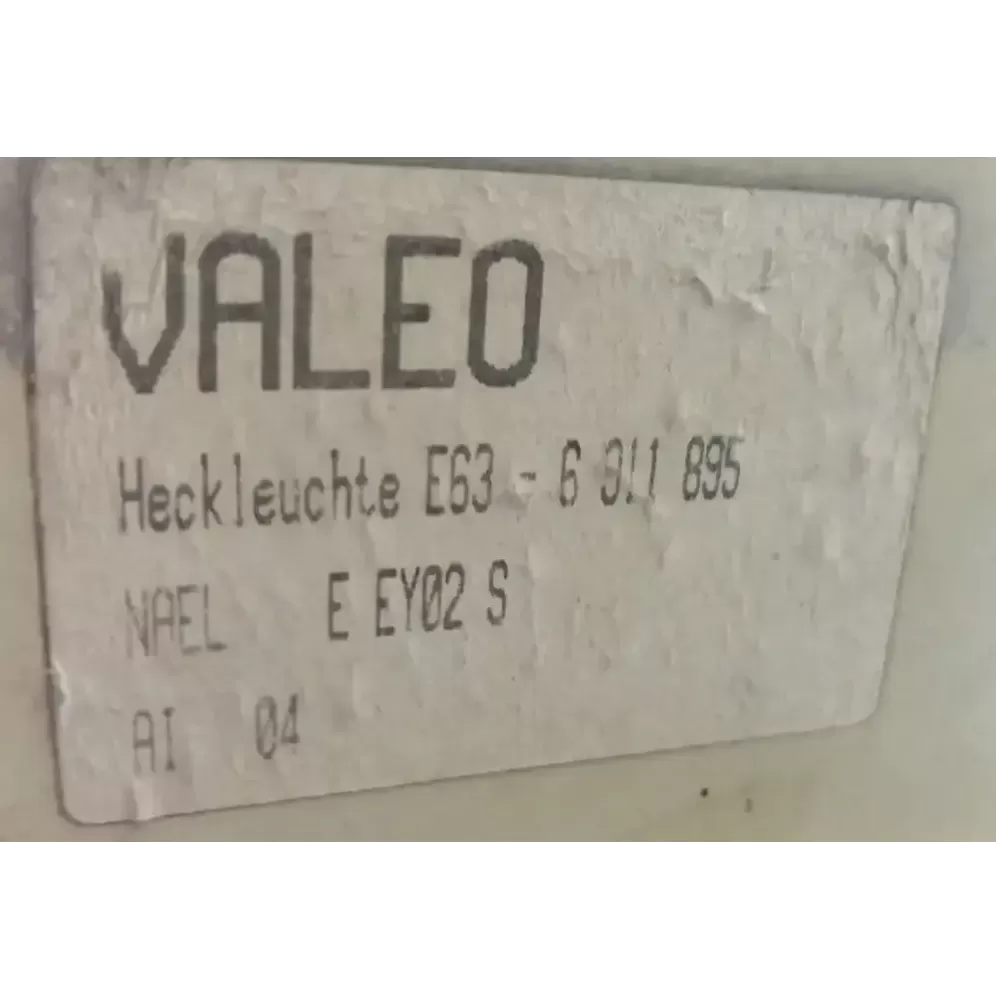 VALEO
Heckleuchte E63 - 6 911 895
NAEL E EY02 S
AI 04